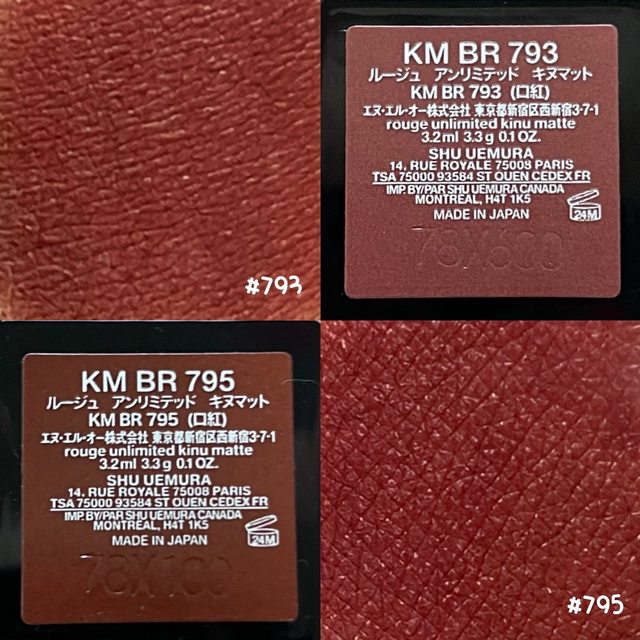 KM BR 793
ルージュ アンリミテッド キヌマット
KM BR 793 (口紅)
エヌ・エル・オー株式会社 東京都新宿区西新宿3-7-1
rouge unlimited kinu matte
3.2 ml 3.3 g 0.1 OZ.
SHU UEMURA
14. RUE ROYALE 75008 PARIS
TSA 75000 93584 ST OUEN CEDEX FR
IMP. BY/PAR SHU UEMURA CANADA
MONTREAL, H4T 1K5
MADE IN JAPAN
24M
#793
KM BR 795
ルージュ アンリミテッド キヌマット
KM BR 795 (口紅)
エヌ・エル・オー株式会社 東京都新宿区西新宿3-7-1
rouge unlimited kinu matte
3.2 ml 3.3 g 0.1 OZ.
SHU UEMURA
14. RUE ROYALE 75008 PARIS
TSA 75000 93584 ST OUEN CEDEX FR
IMP. BY/PAR SHU UEMURA CANADA
MONTREAL, H4T 1K5
MADE IN JAPAN
24M
#795